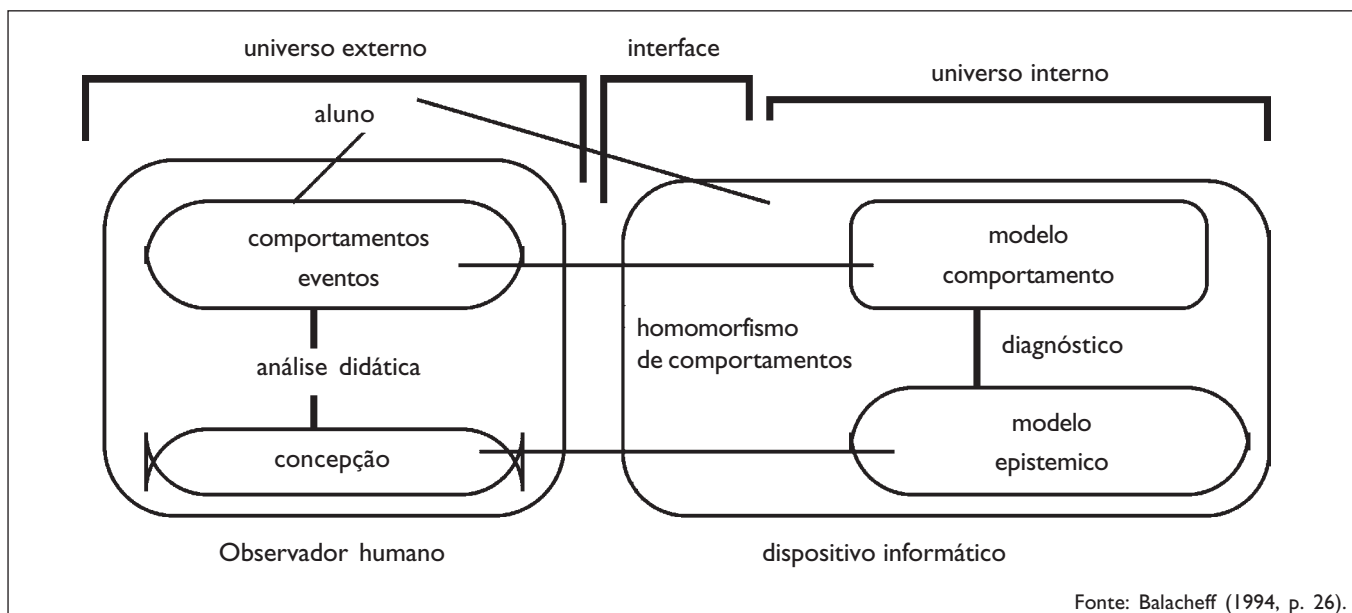 universo externo
interface
universo interno
aluno
comportamentos
eventos
modelo
comportamento
homomorfismo
de comportamentos
análise didática
diagnóstico
concepção
modelo
epistemico
Observador humano
dispositivo informático
Fonte: Balacheff (1994, p. 26).